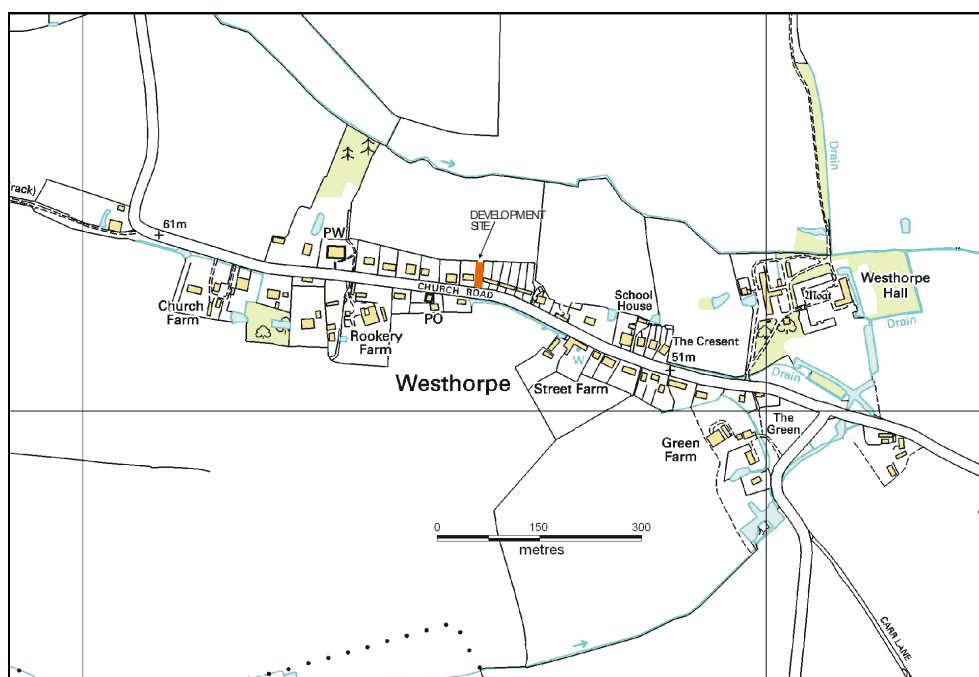 Drain
rack)
61m
PW
DEVELOPMENT
SITE
CHURCH ROAD
Church
Farm
PO
Rookery
Farm
School
House
Moat
Westhorpe
Hall
Drain
The Cresent
51m
Drain
Westhorpe
W
Street Farm
The
Green
Green
Farm
0
150
300
metres
CARR LANE